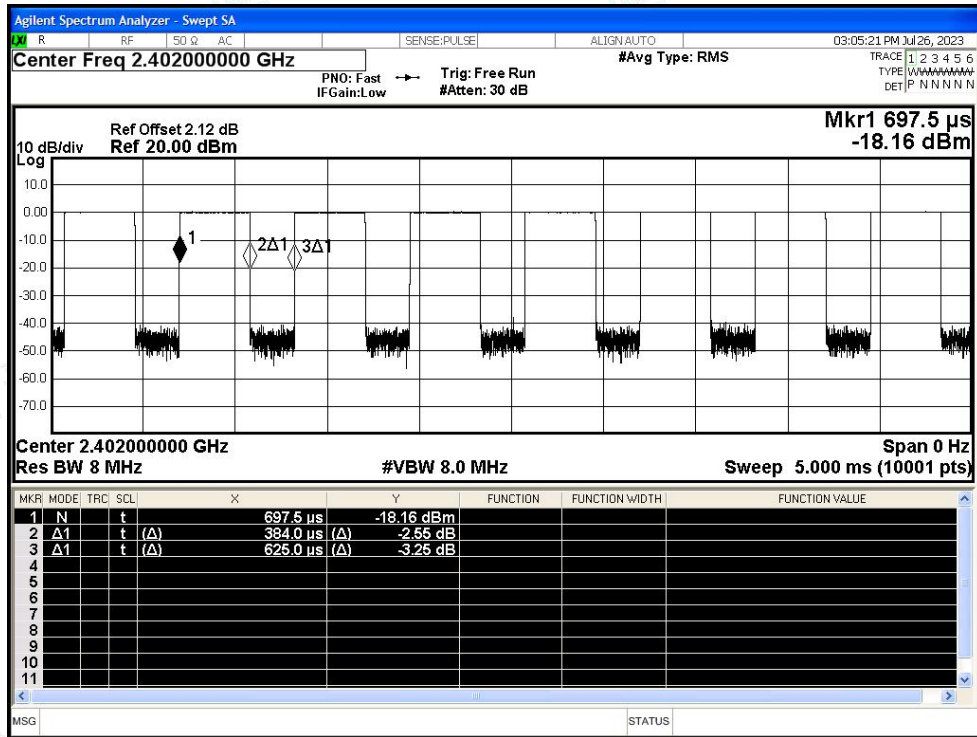 Agilent Spectrum Analyzer - Swept SA
LXI R RF 50 Ω AC SENSE:PULSE ALIGN AUTO 03:05:21 PM Jul 26, 2023
Center Freq 2.402000000 GHz #Avg Type: RMS TRACE 1 2 3 4 5 6
PNO: Fast Trig: Free Run TYPE WWWWWW
IFGain:Low #Atten: 30 dB DET P N N N N N
Mkr1 697.5 µs
Ref Offset 2.12 dB
10 dB/div Ref 20.00 dBm -18.16 dBm
Log
10.0
0.00
-10.0 1 2Δ1 3Δ1
-20.0
-30.0
-40.0
-50.0
-60.0
-70.0
Center 2.402000000 GHz Span 0 Hz
Res BW 8 MHz #VBW 8.0 MHz Sweep 5.000 ms (10001 pts)
MKR MODE TRC SCL X Y FUNCTION FUNCTION WIDTH FUNCTION VALUE
1 N t 697.5 µs -18.16 dBm
2 Δ1 t (Δ) 384.0 µs (Δ) -2.55 dB
3 Δ1 t (Δ) 625.0 µs (Δ) -3.25 dB
4
5
6
7
8
9
10
11
MSG STATUS